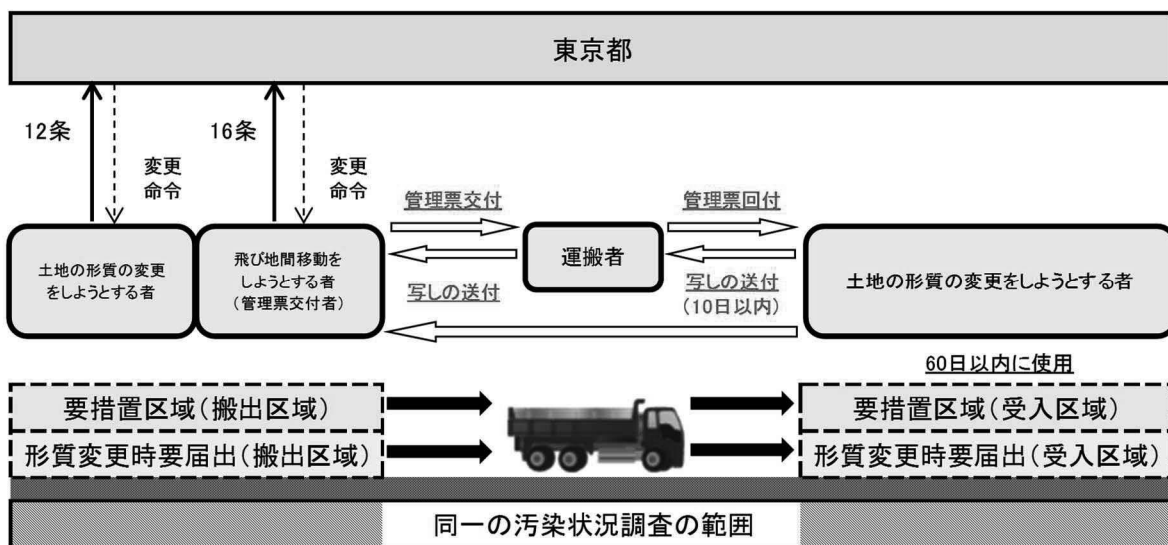 東京都
12条
変更
命令
16条
変更
命令
管理票交付
管理票回付
土地の形質の変更
をしようとする者
飛び地間移動を
しようとする者
(管理票交付者)
運搬者
土地の形質の変更をしようとする者
写しの送付
写しの送付
(10日以内)
60日以内に使用
要措置区域(搬出区域)
要措置区域(受入区域)
形質変更時要届出(搬出区域)
形質変更時要届出(受入区域)
同一の汚染状況調査の範囲